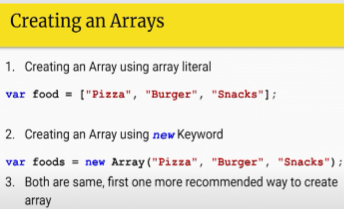 Creating an Arrays
1. Creating an Array using array literal
var food = ["Pizza", "Burger", "Snacks"];
2. Creating an Array using new Keyword
var foods = new Array("Pizza", "Burger", "Snacks");
3. Both are same, first one more recommended way to create
array